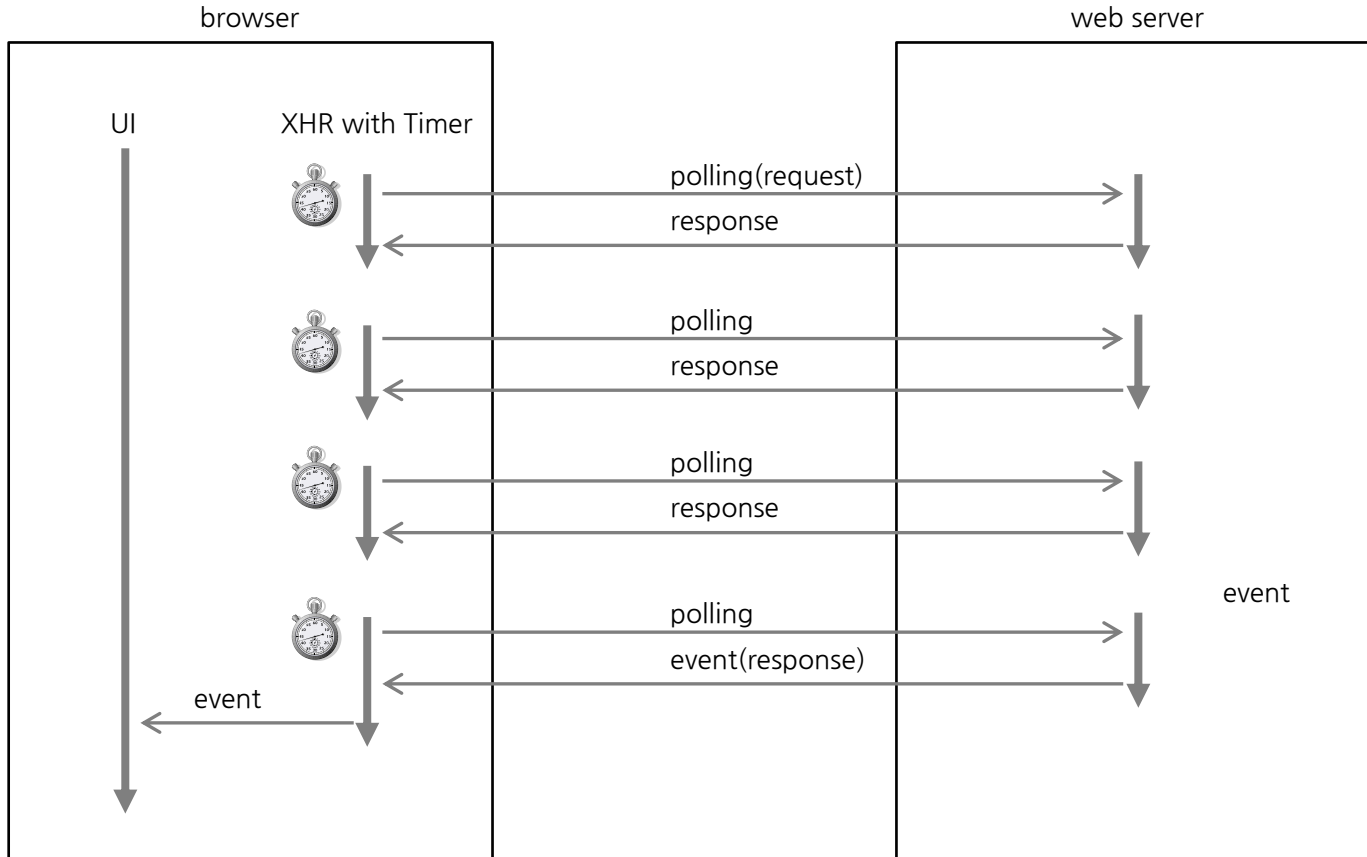 browser
web server
UI
XHR with Timer
polling(request)
response
polling
response
polling
response
event
polling
event(response)
event